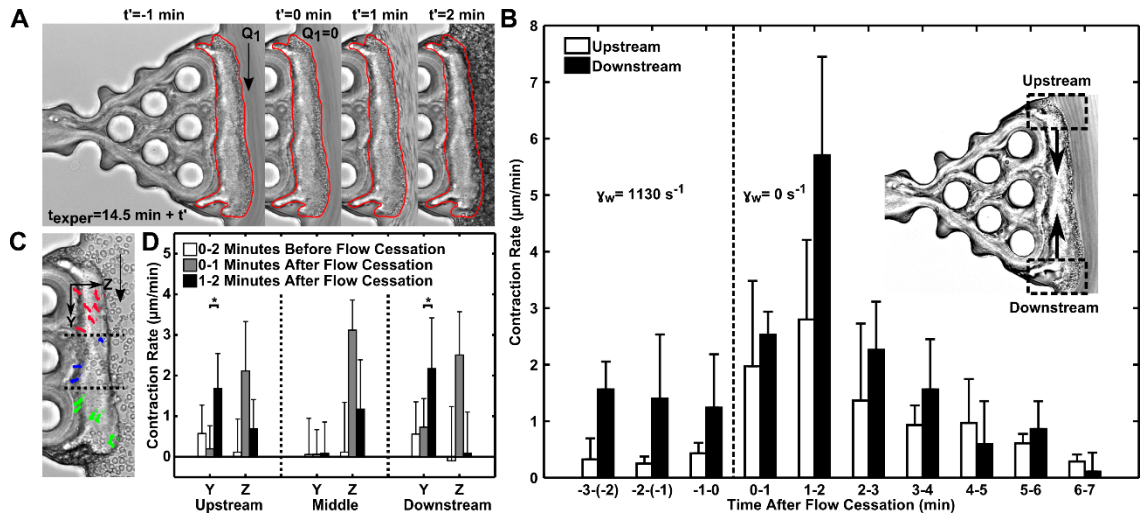 A
t'=-1 min
t'=0 min
t'=1 min
t'=2 min
Q1
Q1=0
texper=14.5 min + t'
B
Contraction Rate (μm/min)
8
7
6
5
4
3
2
1
0
Upstream
Downstream
ɣw= 1130 s-1
ɣw= 0 s-1
Upstream
Downstream
-3-(-2)
-2-(-1)
-1-0
0-1
1-2
2-3
3-4
4-5
5-6
6-7
Time After Flow Cessation (min)
C
Z
Y
D
Contraction Rate (μm/min)
5
4
3
2
1
0
0-2 Minutes Before Flow Cessation
0-1 Minutes After Flow Cessation
1-2 Minutes After Flow Cessation
*
*
Y Z Y Z Y Z
Upstream Middle Downstream